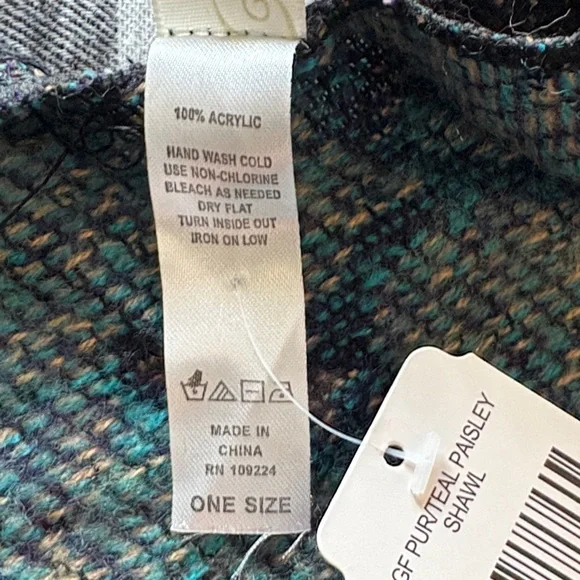 100% ACRYLIC
HAND WASH COLD
USE NON-CHLORINE
BLEACH AS NEEDED
DRY FLAT
TURN INSIDE OUT
IRON ON LOW
MADE IN
CHINA
RN 109224
ONE SIZE
GF PUR/TEAL PAISLEY
SHAWL